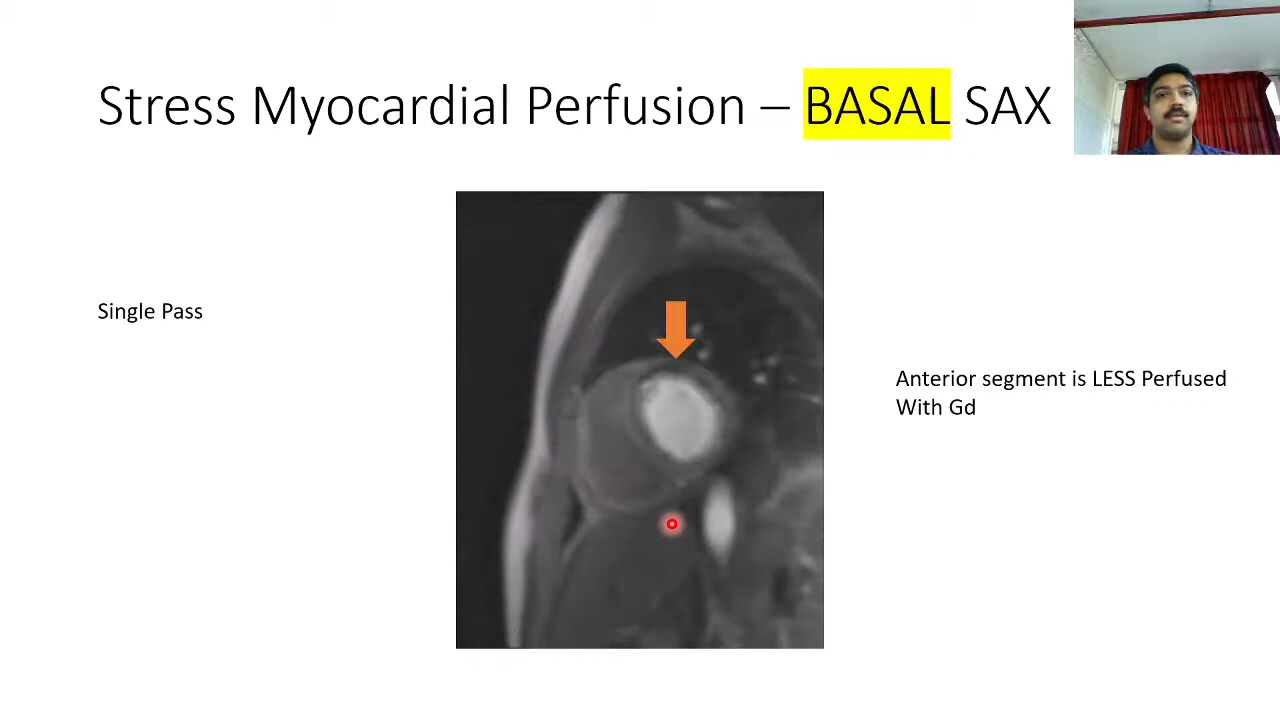 Stress Myocardial Perfusion – BASAL SAX
Single Pass
Anterior segment is LESS Perfused
With Gd